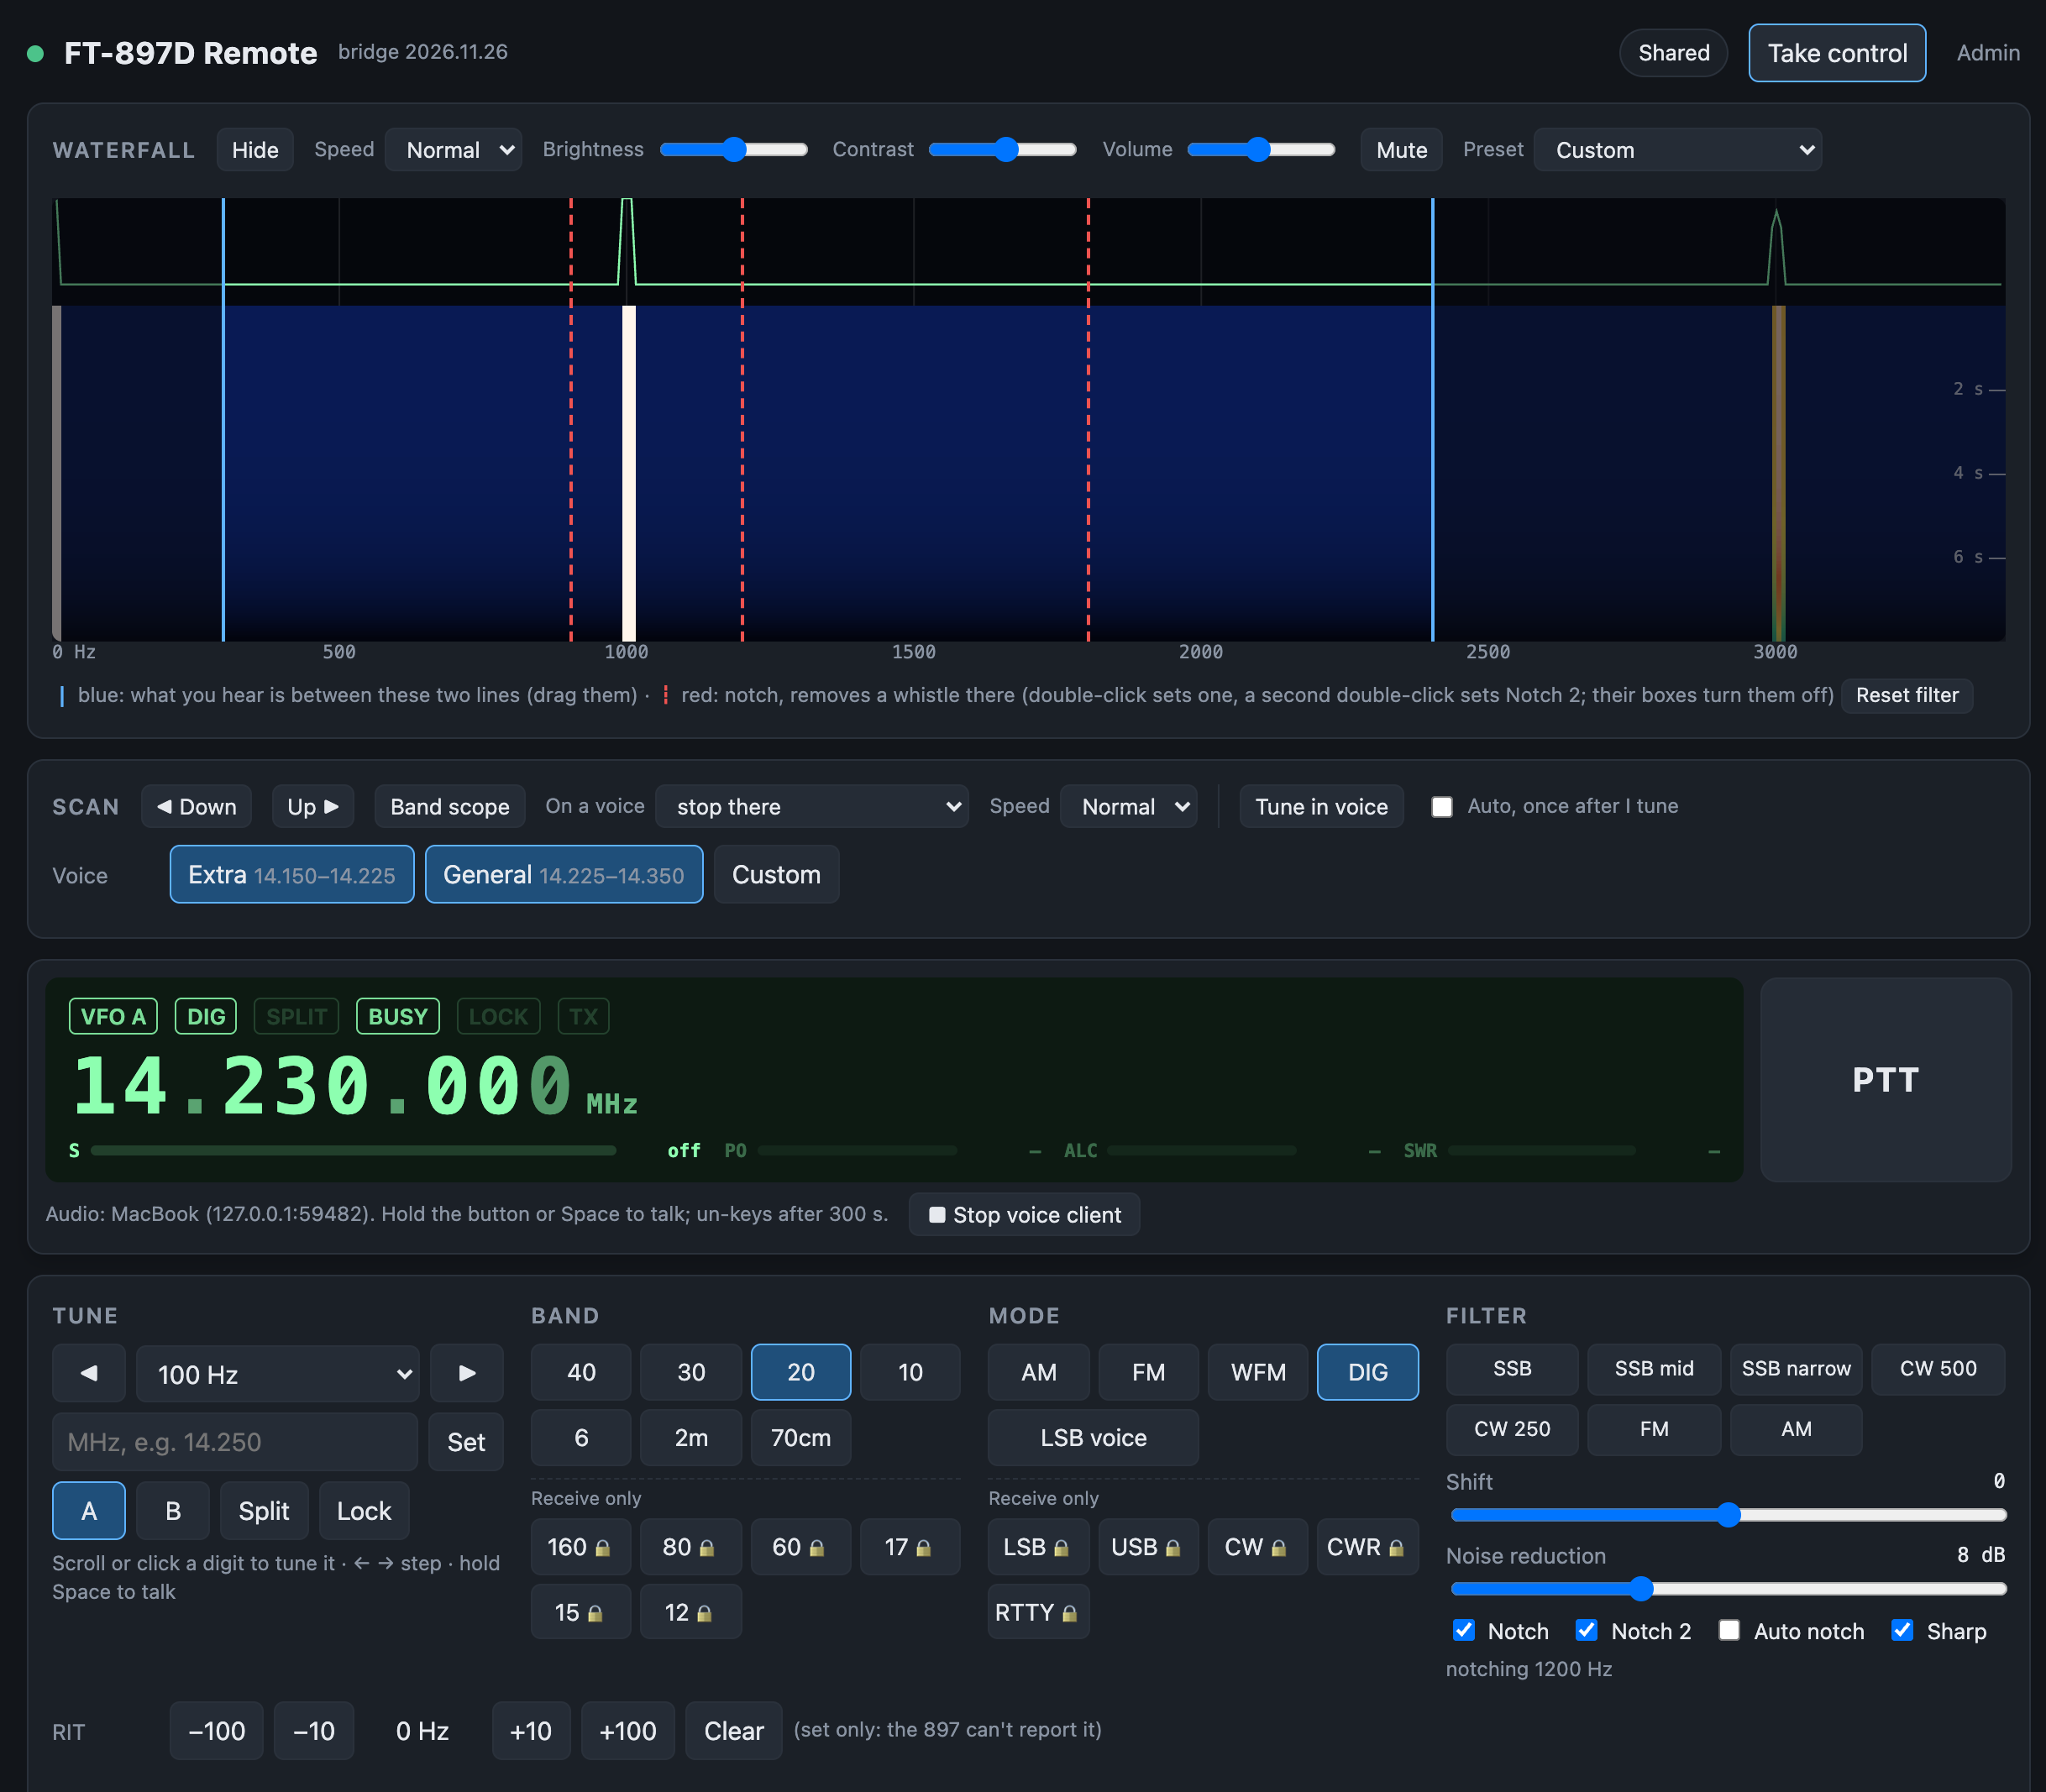 FT-897D Remote bridge 2026.11.26 Shared Take control Admin
WATERFALL Hide Speed Normal Brightness Contrast Volume Mute Preset Custom
2 s
4 s
6 s
0 Hz 500 1000 1500 2000 2500 3000
blue: what you hear is between these two lines (drag them) · red: notch, removes a whistle there (double-click sets one, a second double-click sets Notch 2; their boxes turn them off) Reset filter
SCAN ◀ Down Up ▶ Band scope On a voice stop there Speed Normal Tune in voice Auto, once after I tune
Voice Extra 14.150–14.225 General 14.225–14.350 Custom
VFO A DIG SPLIT BUSY LOCK TX
14.230.000 MHz
PTT
S off PO – ALC – SWR –
Audio: MacBook (127.0.0.1:59482). Hold the button or Space to talk; un-keys after 300 s. Stop voice client
TUNE
◀ 100 Hz ▶
MHz, e.g. 14.250 Set
A B Split Lock
Scroll or click a digit to tune it · ← → step · hold
Space to talk
BAND
40 30 20 10
6 2m 70cm
Receive only
160 80 60 17
15 12
MODE
AM FM WFM DIG
LSB voice
Receive only
LSB USB CW CWR
RTTY
FILTER
SSB SSB mid SSB narrow CW 500
CW 250 FM AM
Shift 0
Noise reduction 8 dB
Notch Notch 2 Auto notch Sharp
notching 1200 Hz
RIT –100 –10 0 Hz +10 +100 Clear (set only: the 897 can't report it)